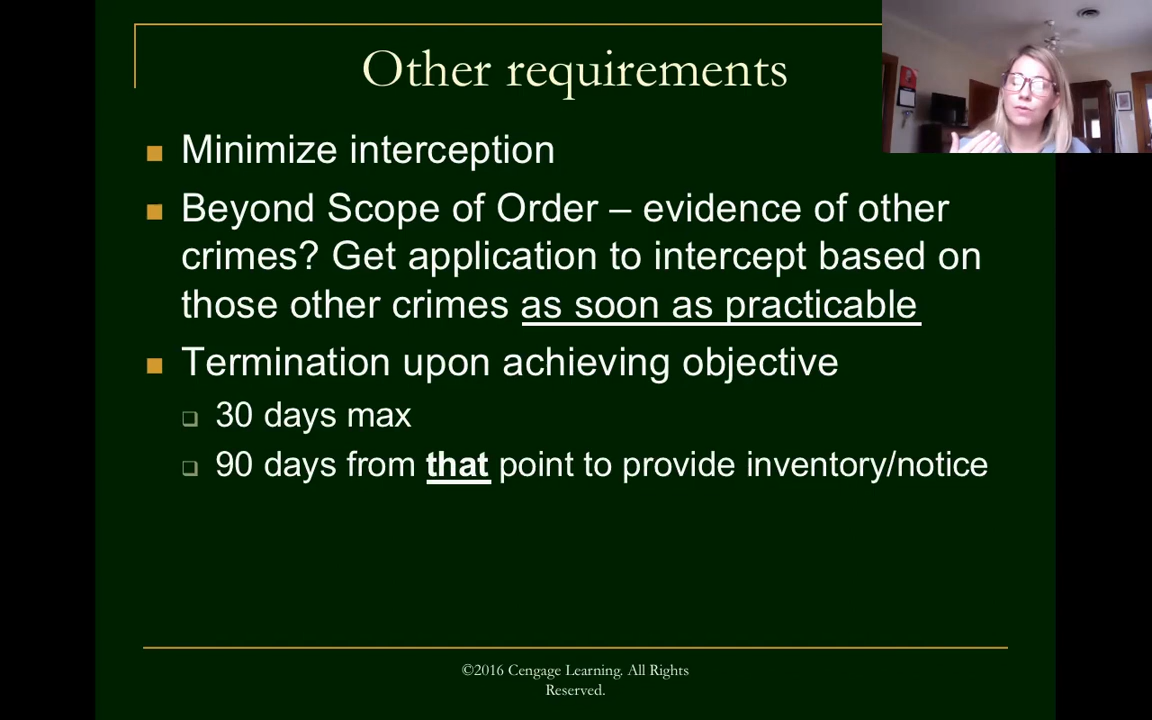 Other requirements
Minimize interception
Beyond Scope of Order – evidence of other
crimes? Get application to intercept based on
those other crimes as soon as practicable
Termination upon achieving objective
30 days max
90 days from that point to provide inventory/notice
©2016 Cengage Learning. All Rights
Reserved.